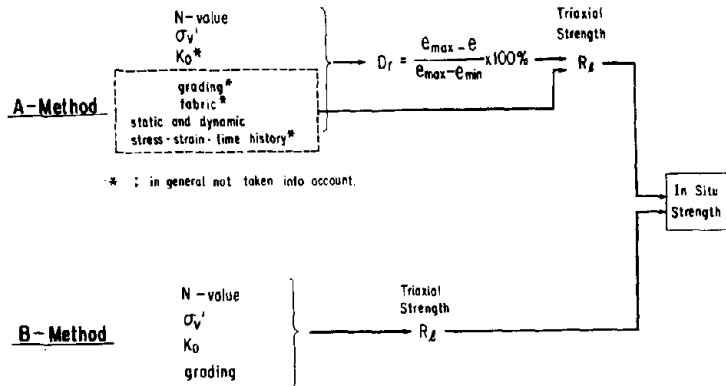 N-value
σv'
K0*
grading*
fabric*
static and dynamic
stress-strain-time history*
A-Method
Dr = (emax - e)/(emax-emin) x100%
Triaxial
Strength
Rℓ
* : in general not taken into account.
In Situ
Strength
N-value
σv'
K0
grading
B-Method
Triaxial
Strength
Rℓ